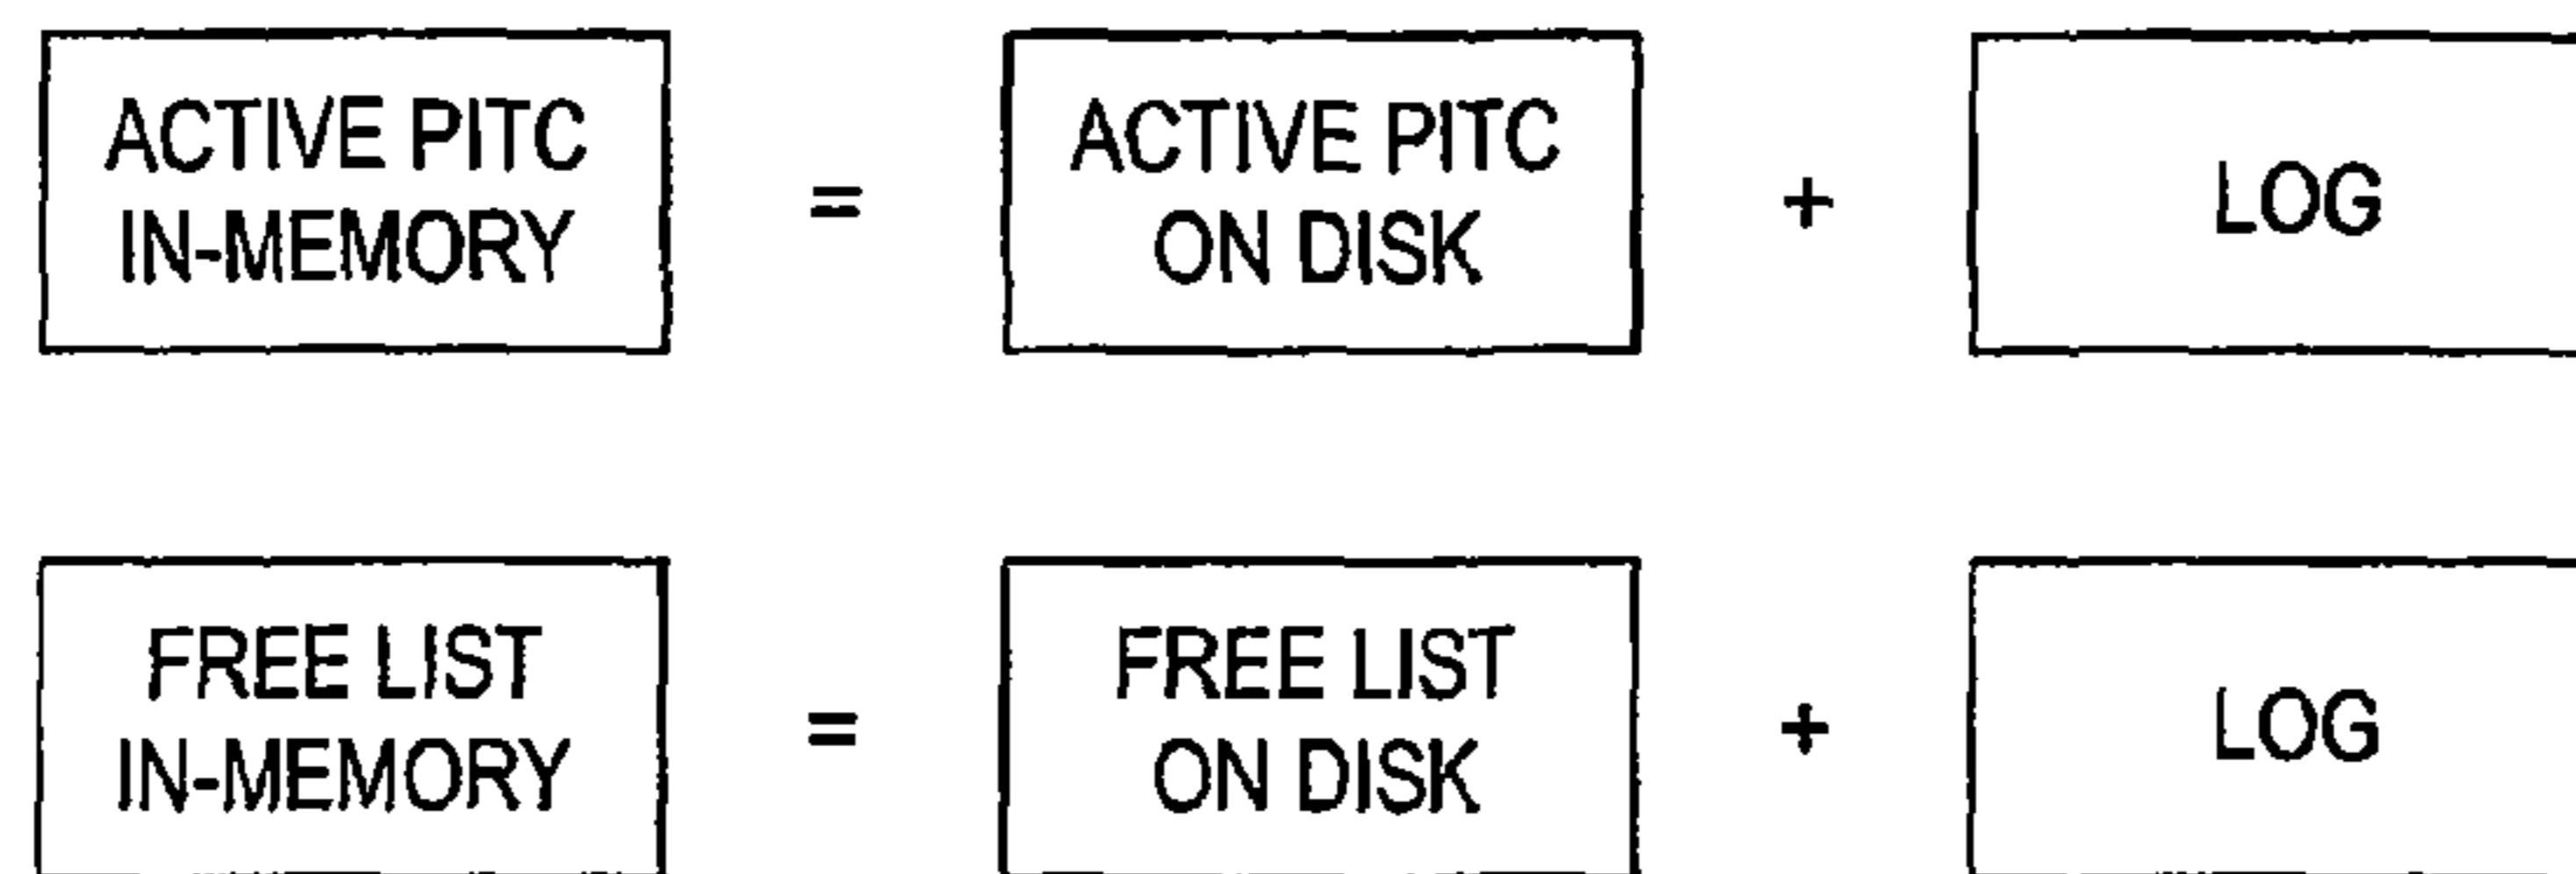 ACTIVE PITC
IN-MEMORY
=
ACTIVE PITC
ON DISK
+
LOG
FREE LIST
IN-MEMORY
=
FREE LIST
ON DISK
+
LOG